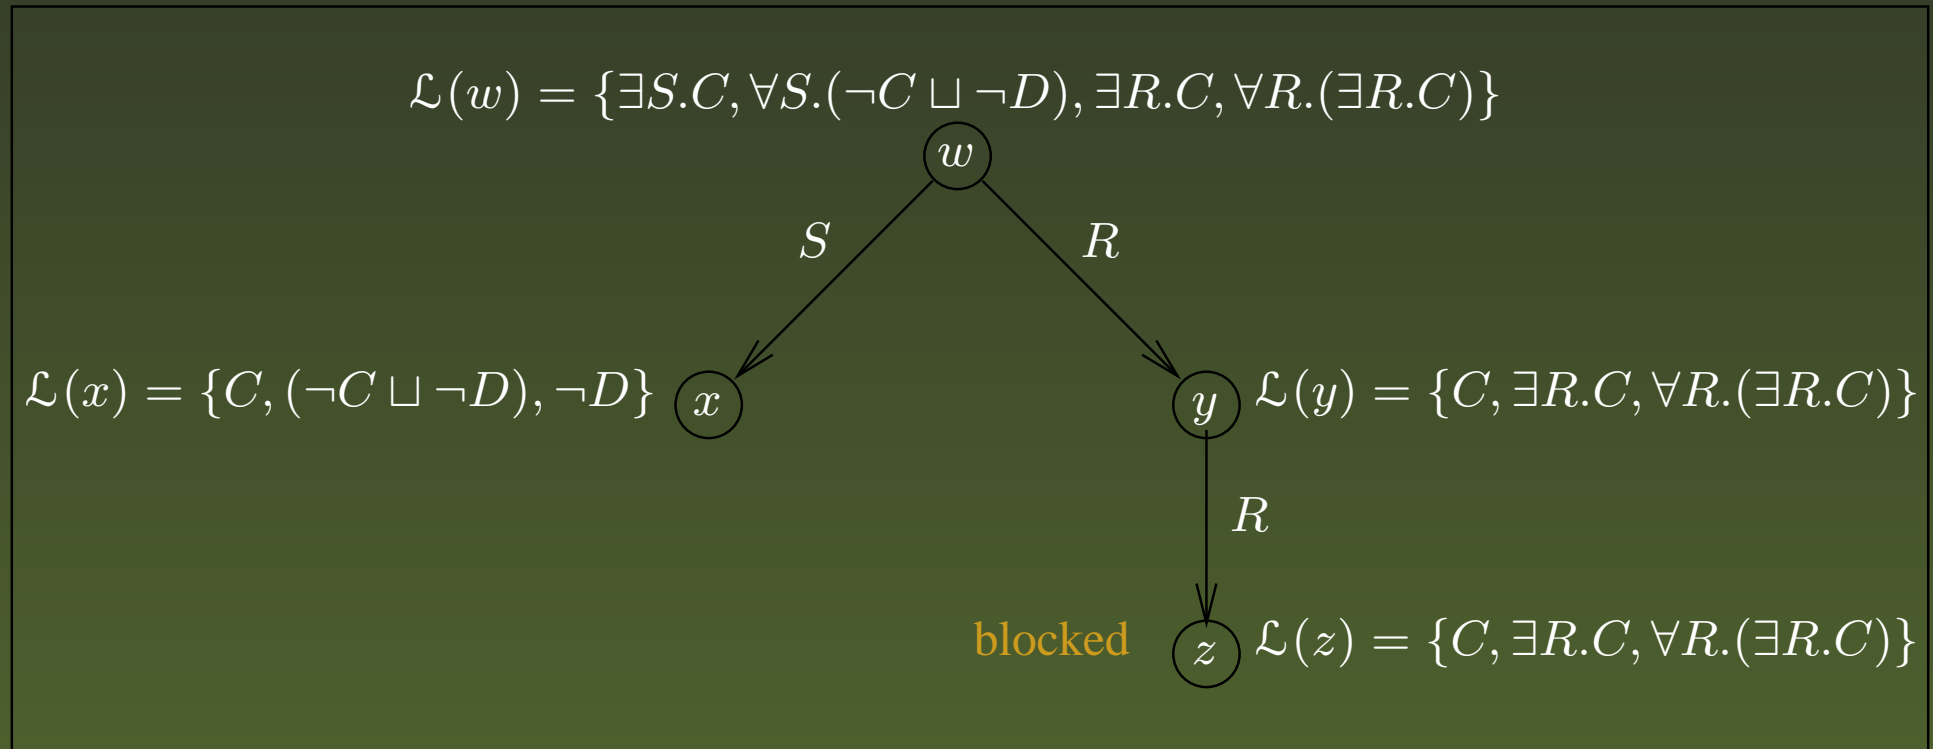 ℒ(w) = {∃S.C, ∀S.(¬C ⊔ ¬D), ∃R.C, ∀R.(∃R.C)}
w
S
R
ℒ(x) = {C, (¬C ⊔ ¬D), ¬D}
x
y
ℒ(y) = {C, ∃R.C, ∀R.(∃R.C)}
R
blocked
z
ℒ(z) = {C, ∃R.C, ∀R.(∃R.C)}